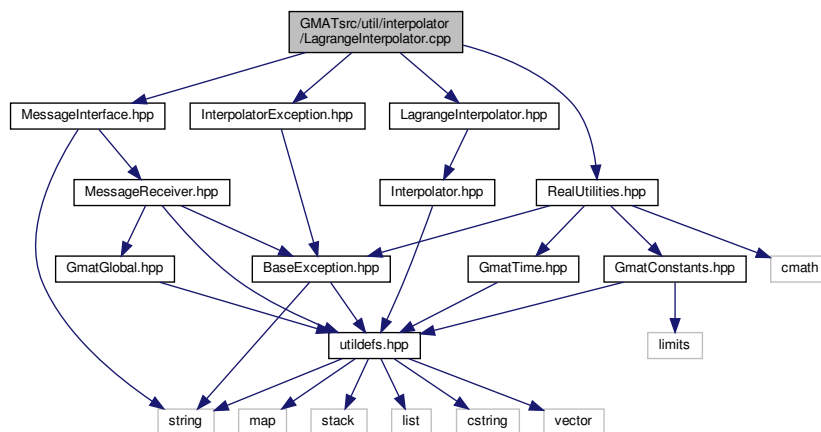 GMATsrc/util/interpolator
/LagrangeInterpolator.cpp
MessageInterface.hpp
InterpolatorException.hpp
LagrangeInterpolator.hpp
MessageReceiver.hpp
Interpolator.hpp
RealUtilities.hpp
GmatGlobal.hpp
BaseException.hpp
GmatTime.hpp
GmatConstants.hpp
cmath
utildefs.hpp
limits
string
map
stack
list
cstring
vector